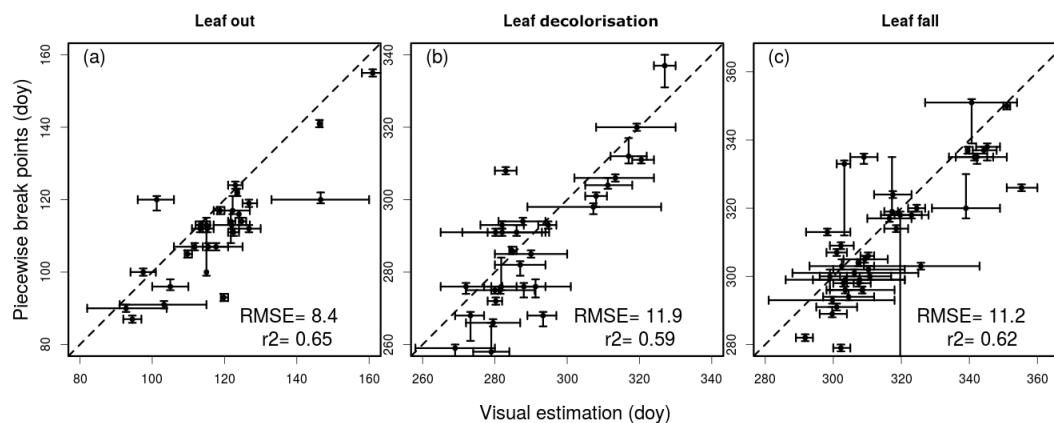 Leaf out
Leaf decolorisation
Leaf fall
Piecewise break points (doy)
(a)
160
140
120
100
80
80 100 120 140 160
RMSE= 8.4
r2= 0.65
(b)
340
320
300
280
260
260 280 300 320 340
RMSE= 11.9
r2= 0.59
(c)
360
340
320
300
280
280 300 320 340 360
RMSE= 11.2
r2= 0.62
Visual estimation (doy)